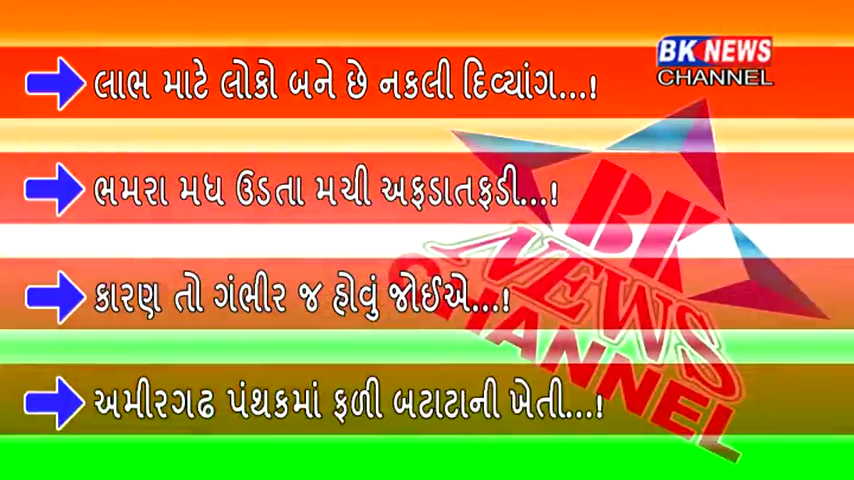 BK NEWS
CHANNEL
લાભ માટે લોકો બને છે નકલી દિવ્યાંગ...!
ભમરા મધ ઉડતા મચી અફડાતફડી...!
કારણ તો ગંભીર જ હોવું જોઈએ...!
અમીરગઢ પંથકમાં ફળી બટાટાની ખેતી...!
BK
NEWS
CHANNEL